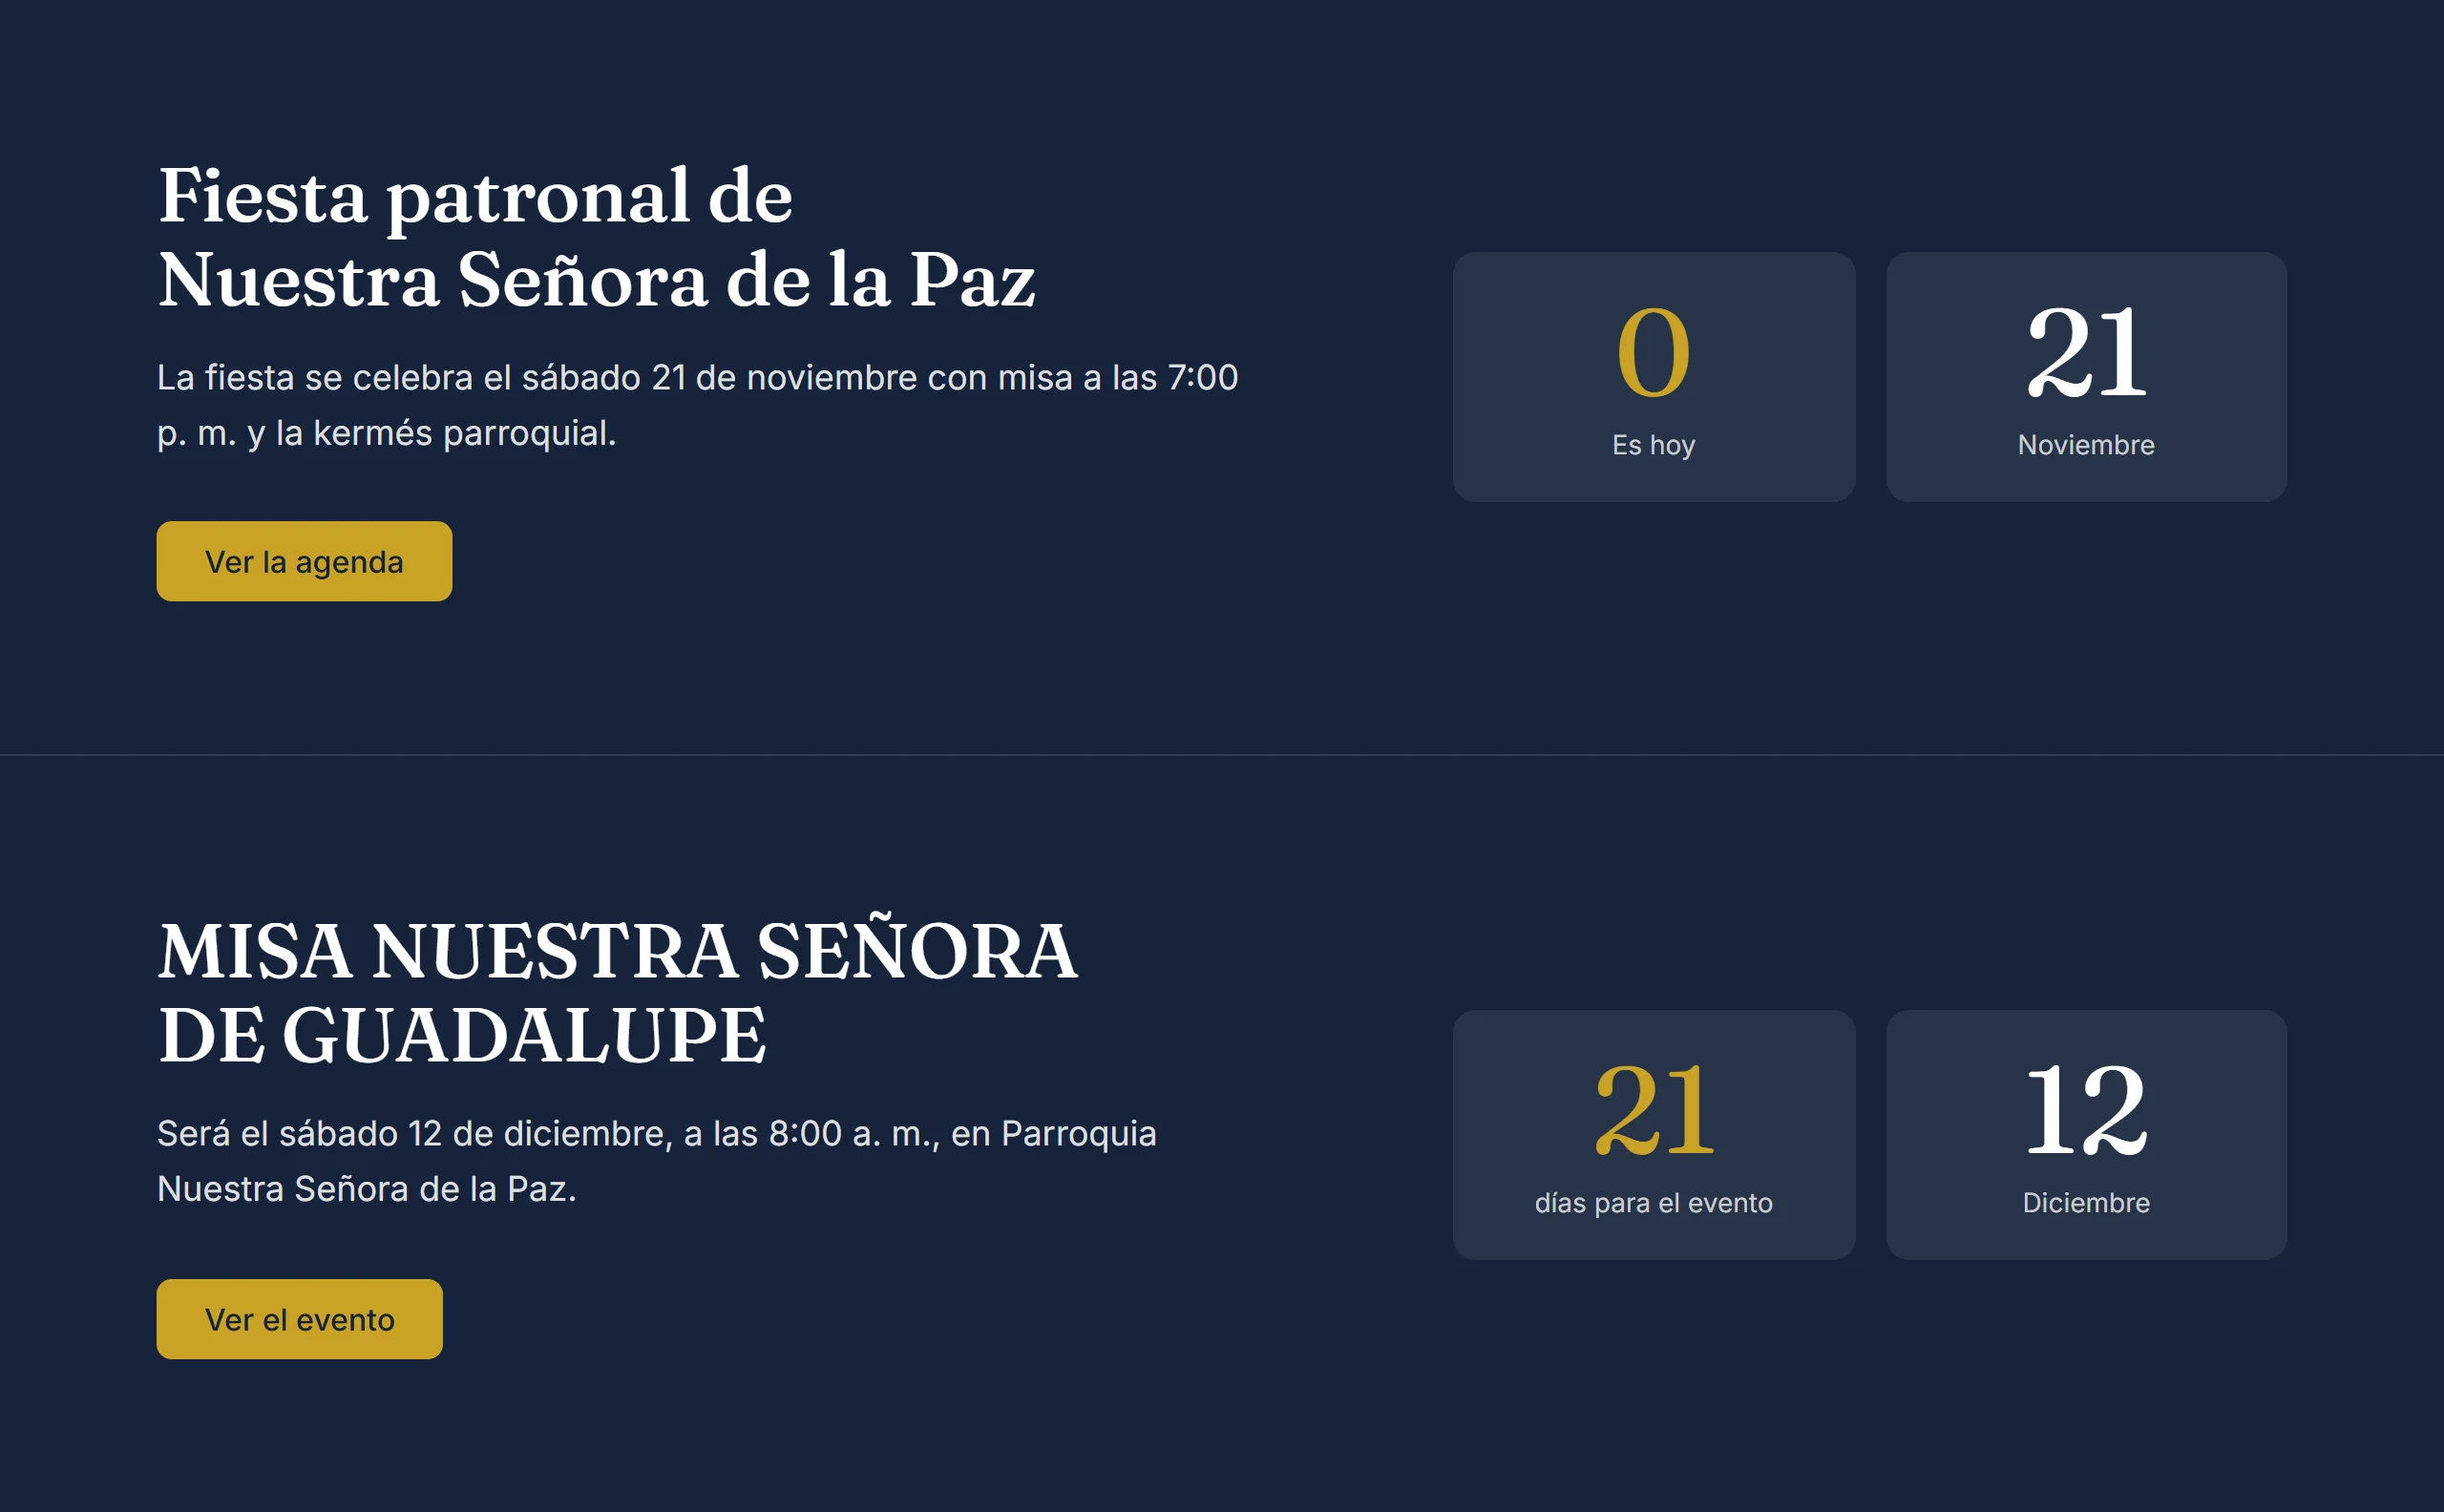 Fiesta patronal de
Nuestra Señora de la Paz
La fiesta se celebra el sábado 21 de noviembre con misa a las 7:00
p. m. y la kermés parroquial.
Ver la agenda
0
Es hoy
21
Noviembre
MISA NUESTRA SEÑORA
DE GUADALUPE
Será el sábado 12 de diciembre, a las 8:00 a. m., en Parroquia
Nuestra Señora de la Paz.
Ver el evento
21
días para el evento
12
Diciembre